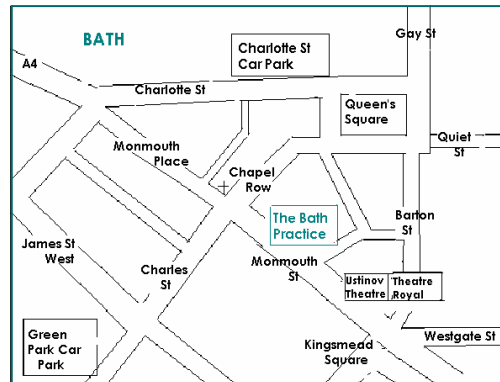 BATH
Gay St
Charlotte St
Car Park
A4
Charlotte St
Queen's
Square
Quiet
St
Monmouth
Place
Chapel
Row
The Bath
Practice
Barton
St
James St
West
Charles
St
Monmouth
St
Ustinov
Theatre
Theatre
Royal
Green
Park Car
Park
Kingsmead
Square
Westgate St